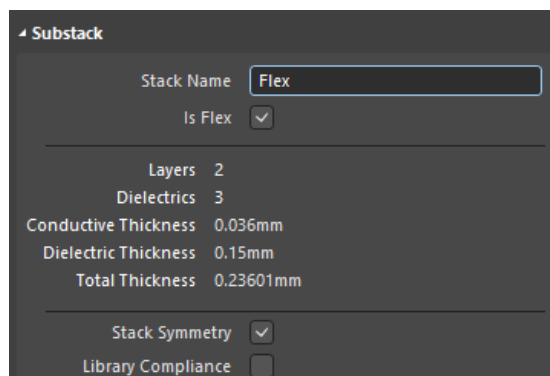 Substack
Stack Name Flex
Is Flex
Layers 2
Dielectrics 3
Conductive Thickness 0.036mm
Dielectric Thickness 0.15mm
Total Thickness 0.23601mm
Stack Symmetry
Library Compliance